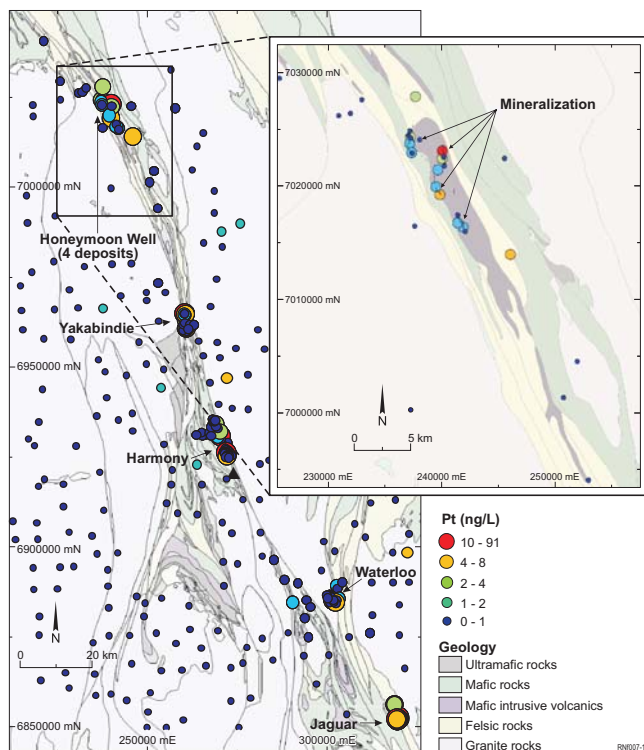 7030000 mN
Mineralization
7020000 mN
7010000 mN
7000000 mN
N
0
5 km
230000 mE
240000 mE
250000 mE
7000000 mN
Honeymoon Well
(4 deposits)
Yakabindie
6950000 mN
Harmony
6900000 mN
Waterloo
N
0
20 km
6850000 mN
Jaguar
250000 mE
300000 mE
Pt (ng/L)
10 - 91
4 - 8
2 - 4
1 - 2
0 - 1
Geology
Ultramafic rocks
Mafic rocks
Mafic intrusive volcanics
Felsic rocks
Granite rocks